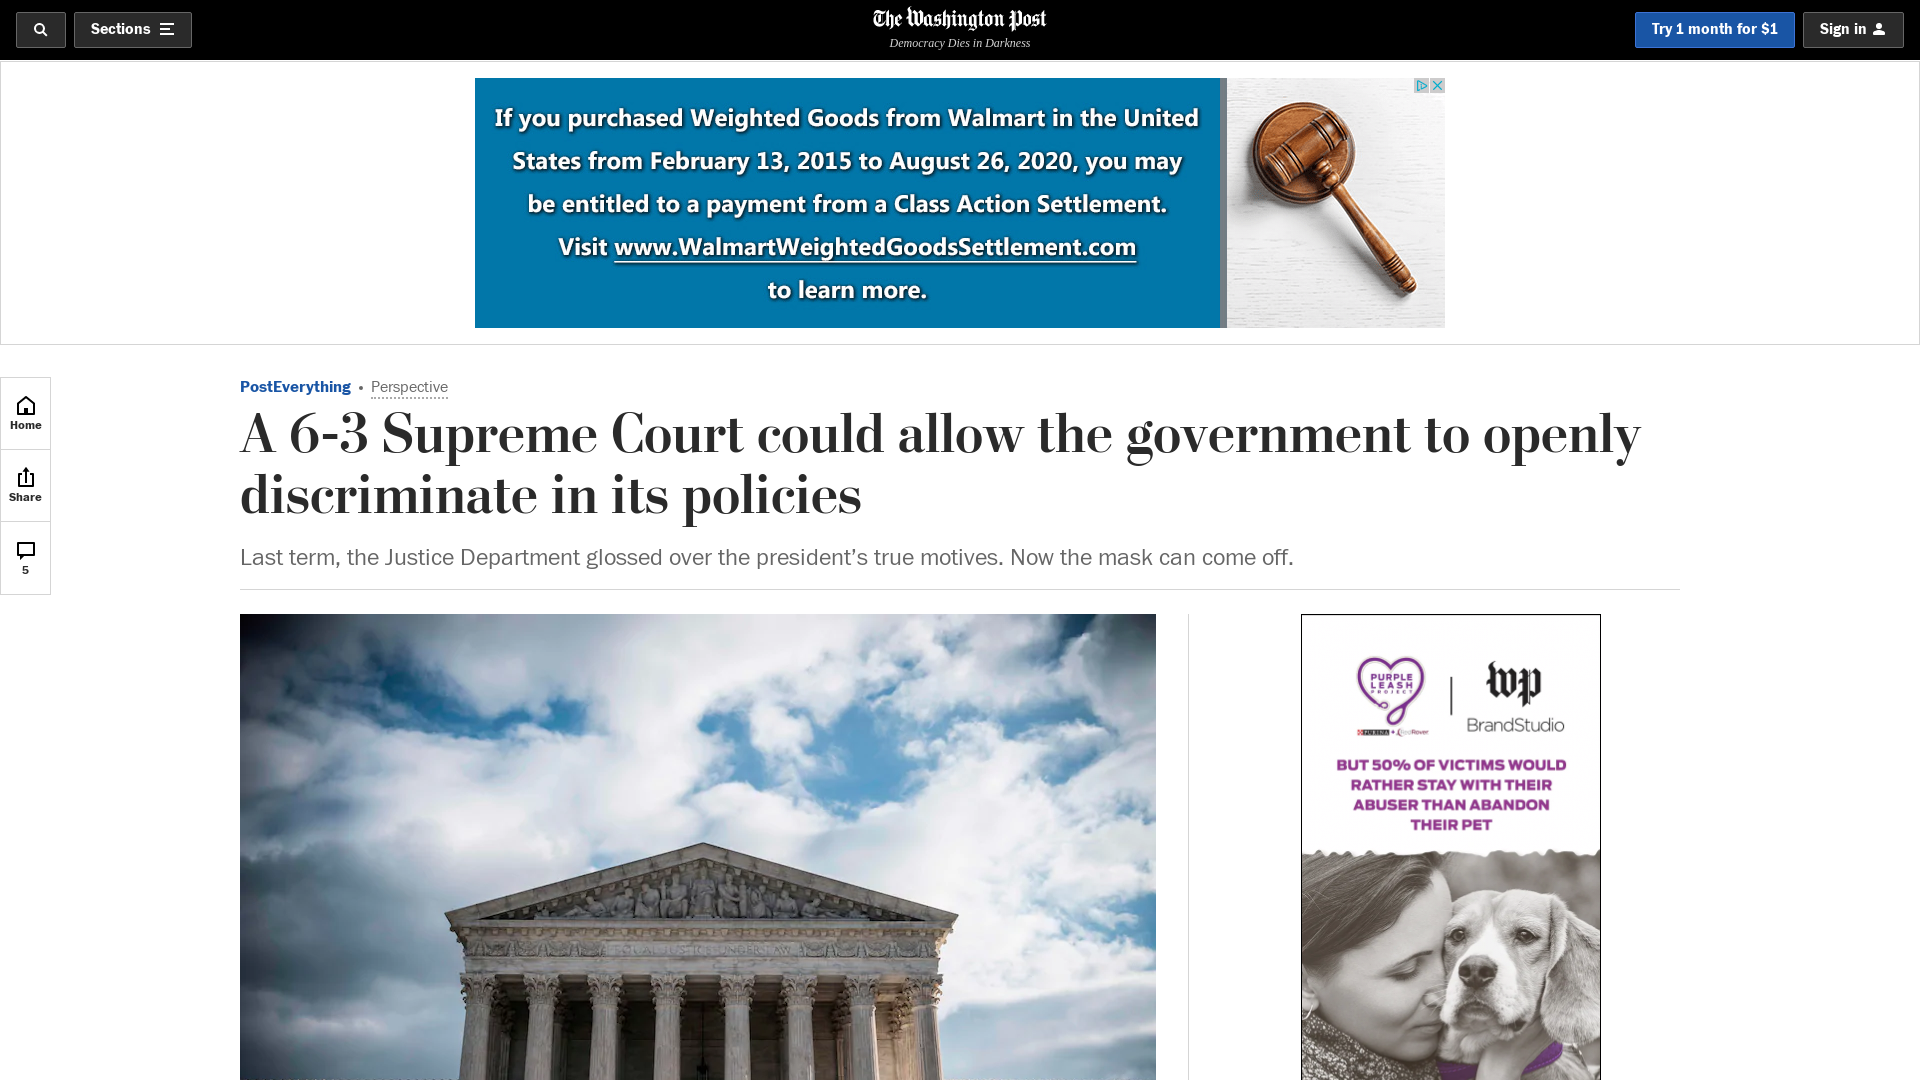 Sections
The Washington Post
Democracy Dies in Darkness
Try 1 month for $1
Sign in
If you purchased Weighted Goods from Walmart in the United
States from February 13, 2015 to August 26, 2020, you may
be entitled to a payment from a Class Action Settlement.
Visit www.WalmartWeightedGoodsSettlement.com
to learn more.
Home
Share
5
PostEverything • Perspective
A 6-3 Supreme Court could allow the government to openly
discriminate in its policies
Last term, the Justice Department glossed over the president’s true motives. Now the mask can come off.
EQUAL JUSTICE UNDER LAW
PURPLE
LEASH
PROJECT
PURINA + RedRover
wp
BrandStudio
BUT 50% OF VICTIMS WOULD
RATHER STAY WITH THEIR
ABUSER THAN ABANDON
THEIR PET